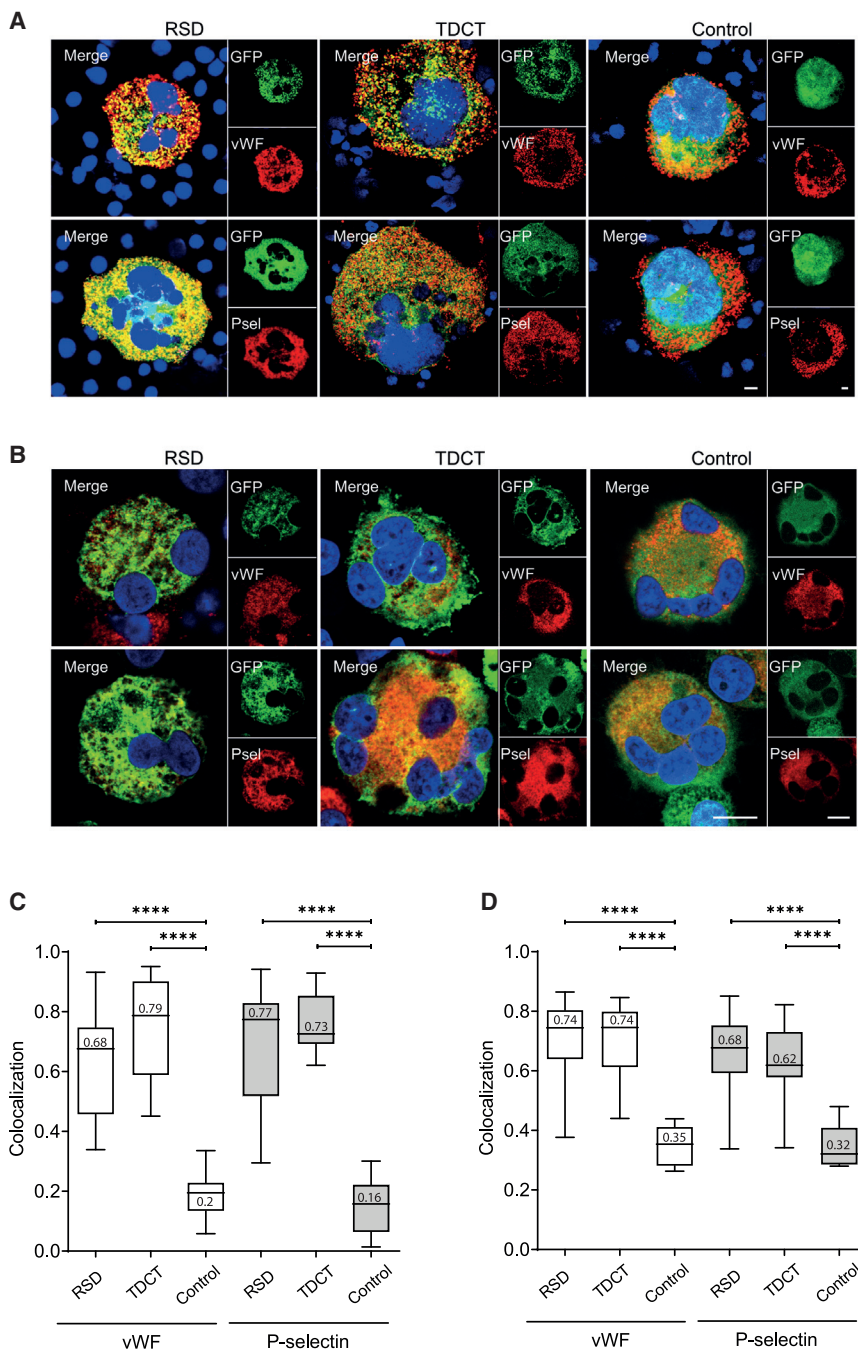 A
RSD TDCT Control
Merge GFP Merge GFP Merge GFP
vWF vWF vWF
Merge GFP Merge GFP Merge GFP
Psel Psel Psel
B
RSD TDCT Control
Merge GFP Merge GFP Merge GFP
vWF vWF vWF
Merge GFP Merge GFP Merge GFP
Psel Psel Psel
C
**** ****
**** ****
Colocalization
1.0
0.8
0.6
0.4
0.2
0.0
0.68 0.79 0.2 0.77 0.73 0.16
RSD TDCT Control RSD TDCT Control
vWF P-selectin
D
**** ****
**** ****
Colocalization
1.0
0.8
0.6
0.4
0.2
0.0
0.74 0.74 0.35 0.68 0.62 0.32
RSD TDCT Control RSD TDCT Control
vWF P-selectin